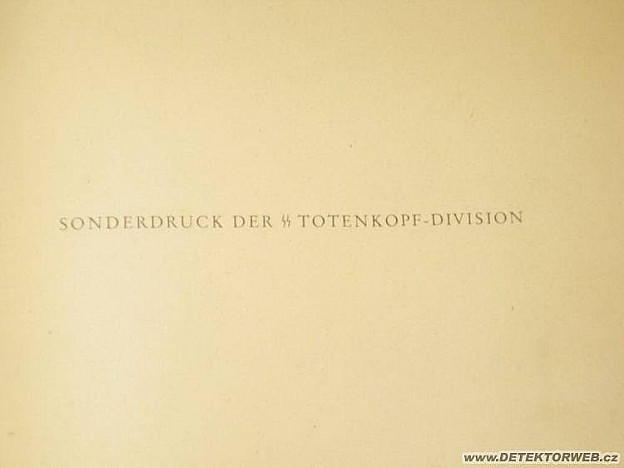 SONDERDRUCK DER ᛋᛋ TOTENKOPF-DIVISION
www.DETEKTORWEB.cz